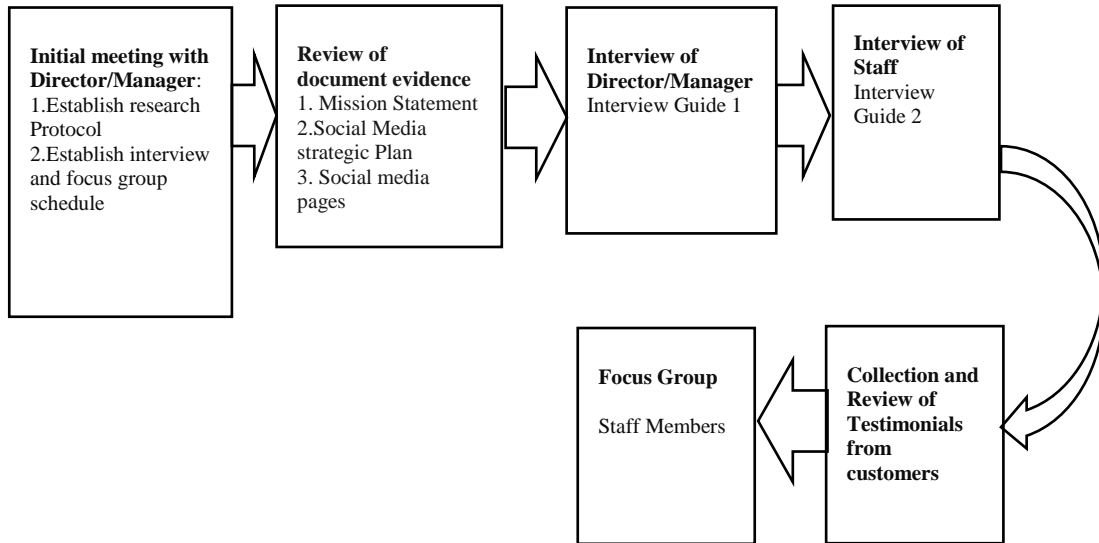 Initial meeting with
Director/Manager:
1.Establish research
Protocol
2.Establish interview
and focus group
schedule
Review of
document evidence
1. Mission Statement
2.Social Media
strategic Plan
3. Social media
pages
Interview of
Director/Manager
Interview Guide 1
Interview of
Staff
Interview
Guide 2
Collection and
Review of
Testimonials
from
customers
Focus Group
Staff Members